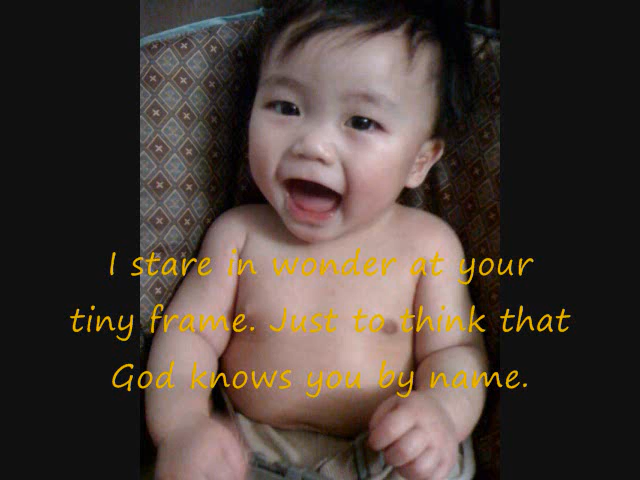 I stare in wonder at your
tiny frame. Just to think that
God knows you by name.